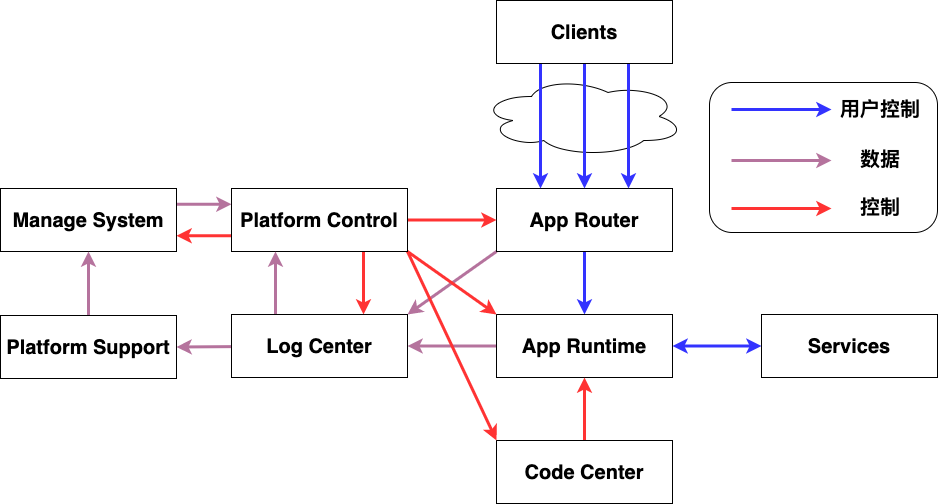 Clients
用户控制
数据
控制
Manage System
Platform Control
App Router
Platform Support
Log Center
App Runtime
Services
Code Center